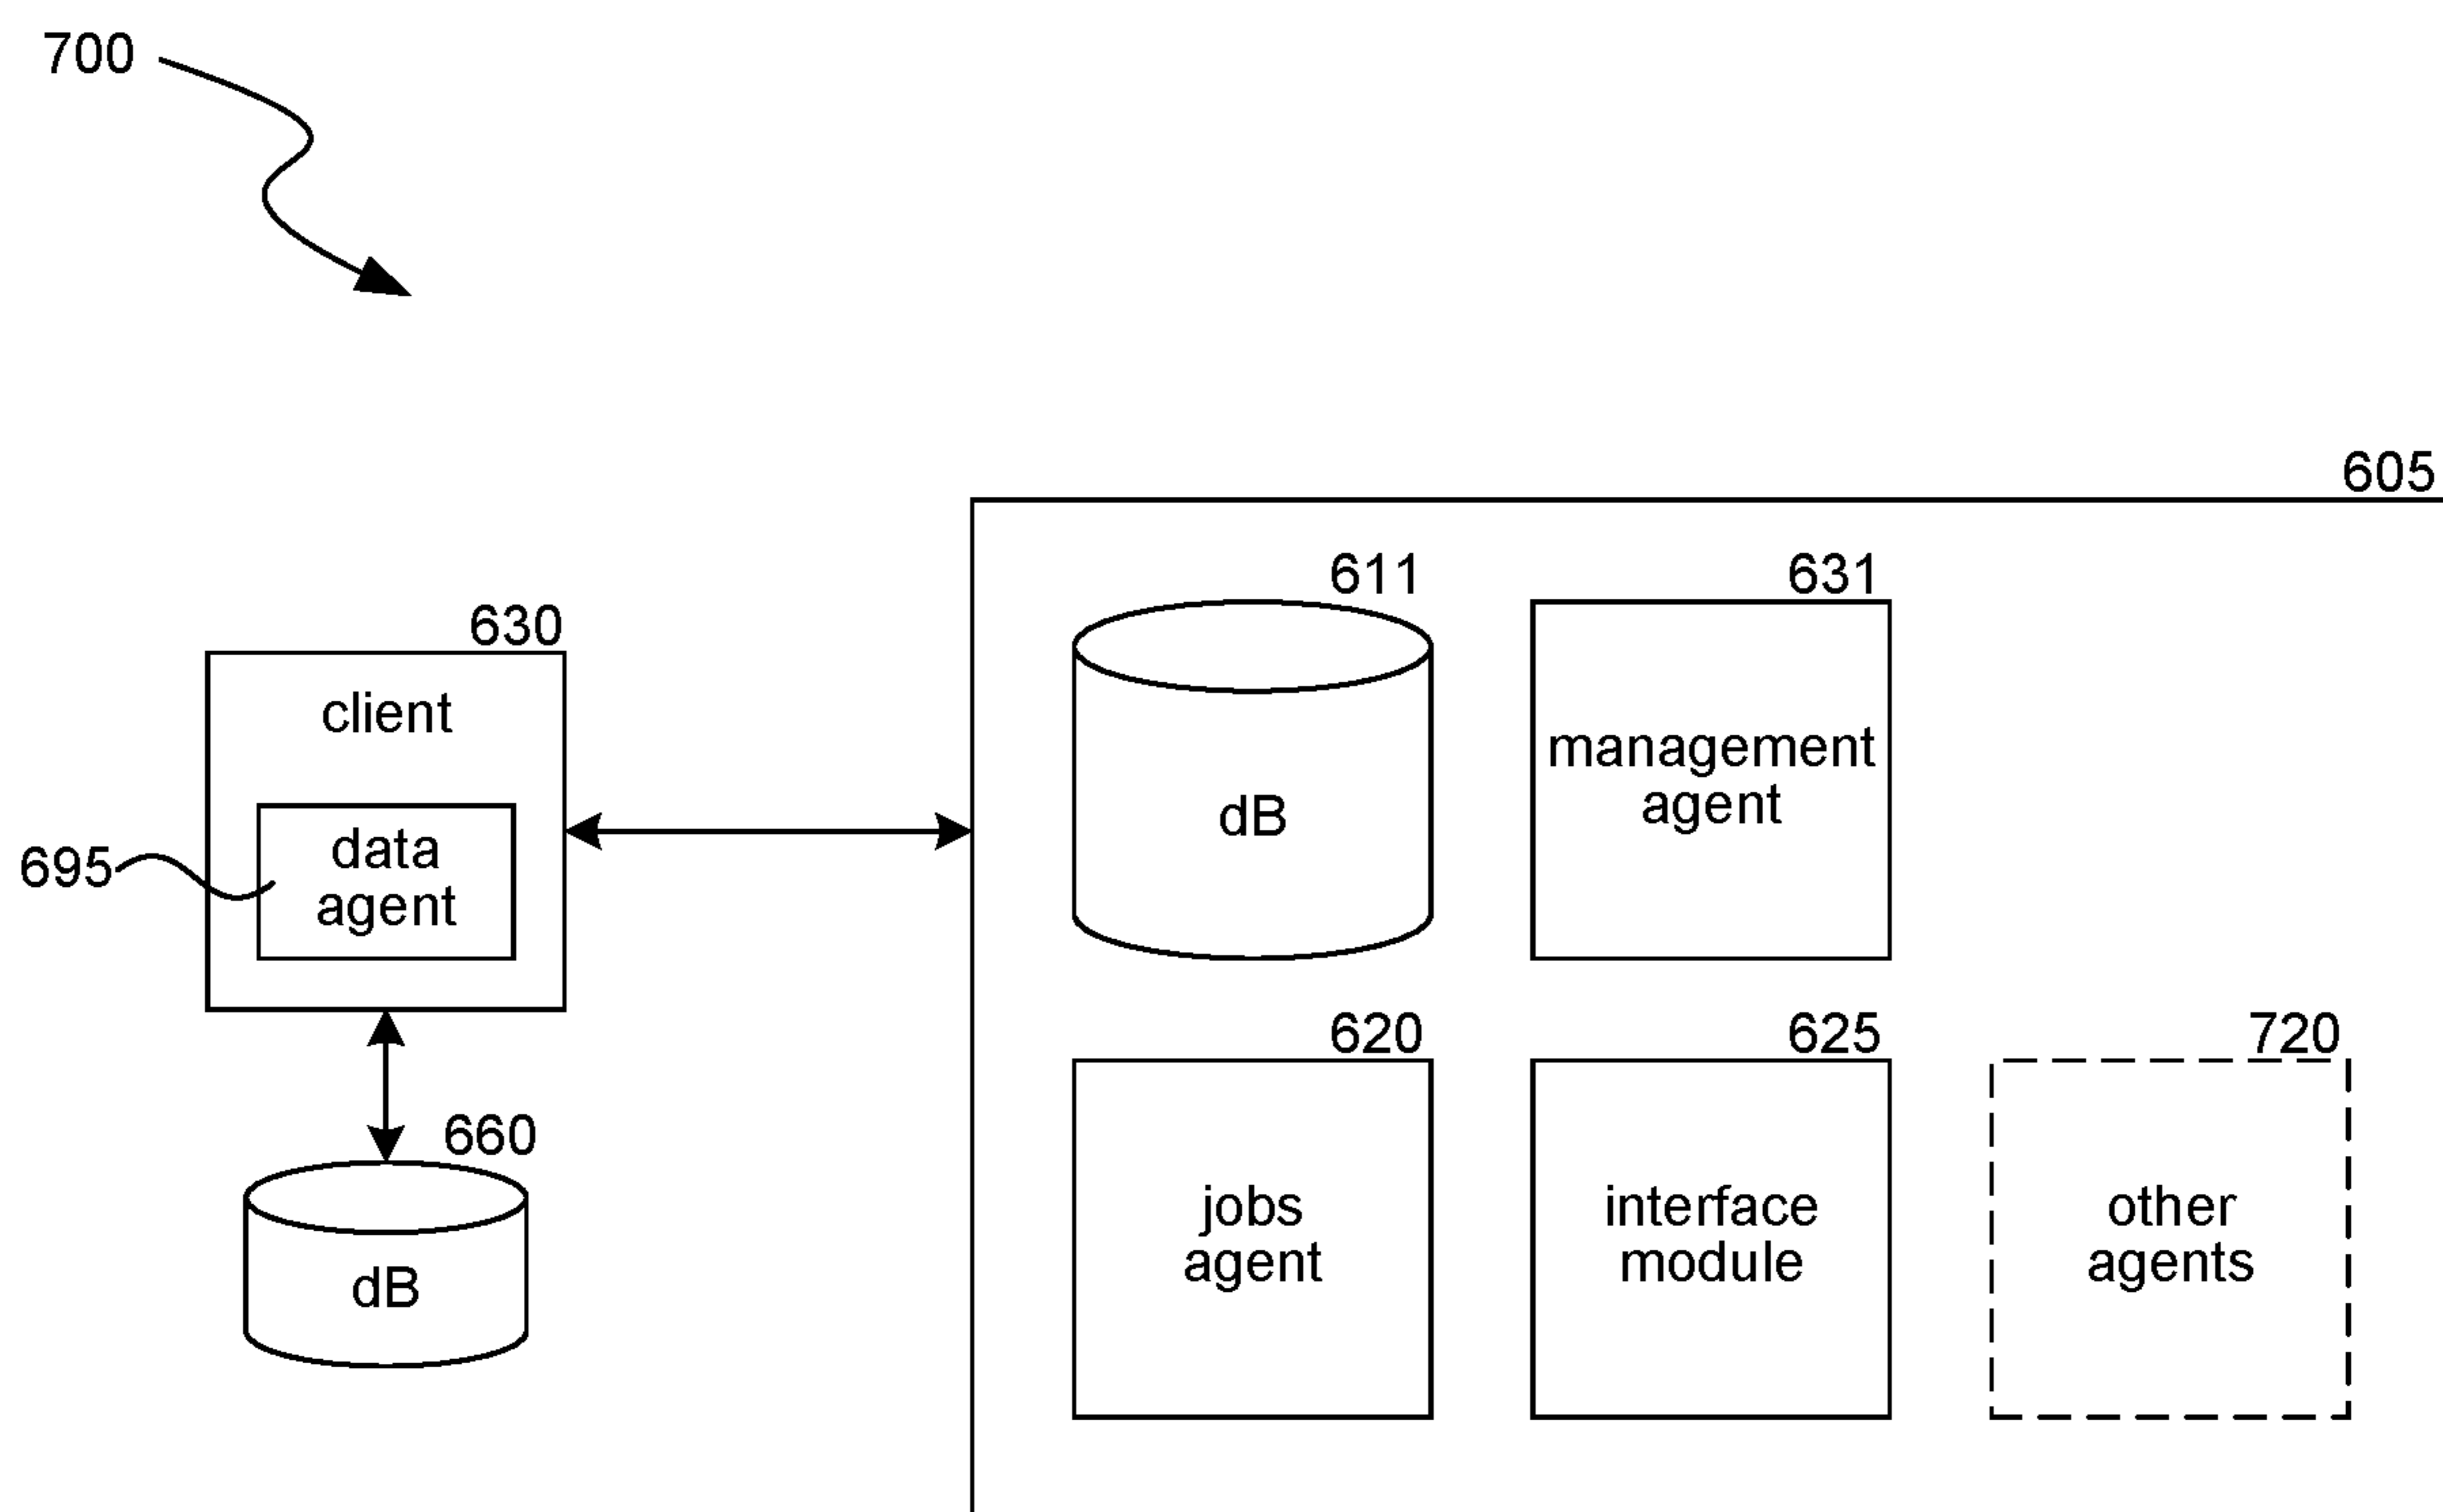 700
605
611
631
630
client
management
agent
dB
data
agent
695
620
625
720
660
jobs
agent
interface
module
other
agents
dB